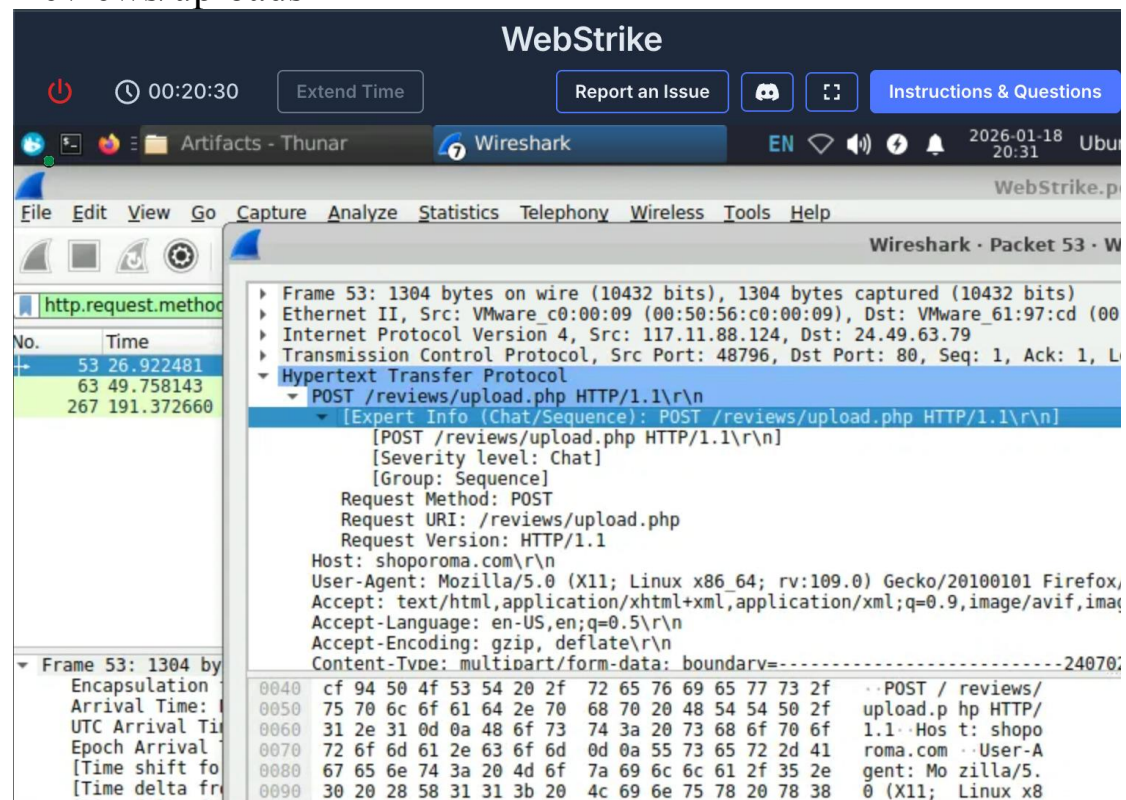 WebStrike
00:20:30
Extend Time
Report an Issue
Instructions & Questions
Artifacts - Thunar
7
Wireshark
EN
2026-01-18
20:31
Ubu
WebStrike.p
File Edit View Go Capture Analyze Statistics Telephony Wireless Tools Help
Wireshark · Packet 53 · W
http.request.method
No. Time
53 26.922481
63 49.758143
267 191.372660
Frame 53: 1304 bytes on wire (10432 bits), 1304 bytes captured (10432 bits)
Ethernet II, Src: VMware_c0:00:09 (00:50:56:c0:00:09), Dst: VMware_61:97:cd (00
Internet Protocol Version 4, Src: 117.11.88.124, Dst: 24.49.63.79
Transmission Control Protocol, Src Port: 48796, Dst Port: 80, Seq: 1, Ack: 1, L
Hypertext Transfer Protocol
POST /reviews/upload.php HTTP/1.1\r\n
[Expert Info (Chat/Sequence): POST /reviews/upload.php HTTP/1.1\r\n]
[POST /reviews/upload.php HTTP/1.1\r\n]
[Severity level: Chat]
[Group: Sequence]
Request Method: POST
Request URI: /reviews/upload.php
Request Version: HTTP/1.1
Host: shoporoma.com\r\n
User-Agent: Mozilla/5.0 (X11; Linux x86_64; rv:109.0) Gecko/20100101 Firefox/
Accept: text/html,application/xhtml+xml,application/xml;q=0.9,image/avif,imag
Accept-Language: en-US,en;q=0.5\r\n
Accept-Encoding: gzip, deflate\r\n
Content-Type: multipart/form-data; boundary=---------------------------240702
Frame 53: 1304 by
Encapsulation
Arrival Time:
UTC Arrival Ti
Epoch Arrival
[Time shift fo
[Time delta fr
0040 cf 94 50 4f 53 54 20 2f 72 65 76 69 65 77 73 2f ··POST / reviews/
0050 75 70 6c 6f 61 64 2e 70 68 70 20 48 54 54 50 2f upload.p hp HTTP/
0060 31 2e 31 0d 0a 48 6f 73 74 3a 20 73 68 6f 70 6f 1.1··Hos t: shopo
0070 72 6f 6d 61 2e 63 6f 6d 0d 0a 55 73 65 72 2d 41 roma.com ··User-A
0080 67 65 6e 74 3a 20 4d 6f 7a 69 6c 6c 61 2f 35 2e gent: Mo zilla/5.
0090 30 20 28 58 31 31 3b 20 4c 69 6e 75 78 20 78 38 0 (X11; Linux x8